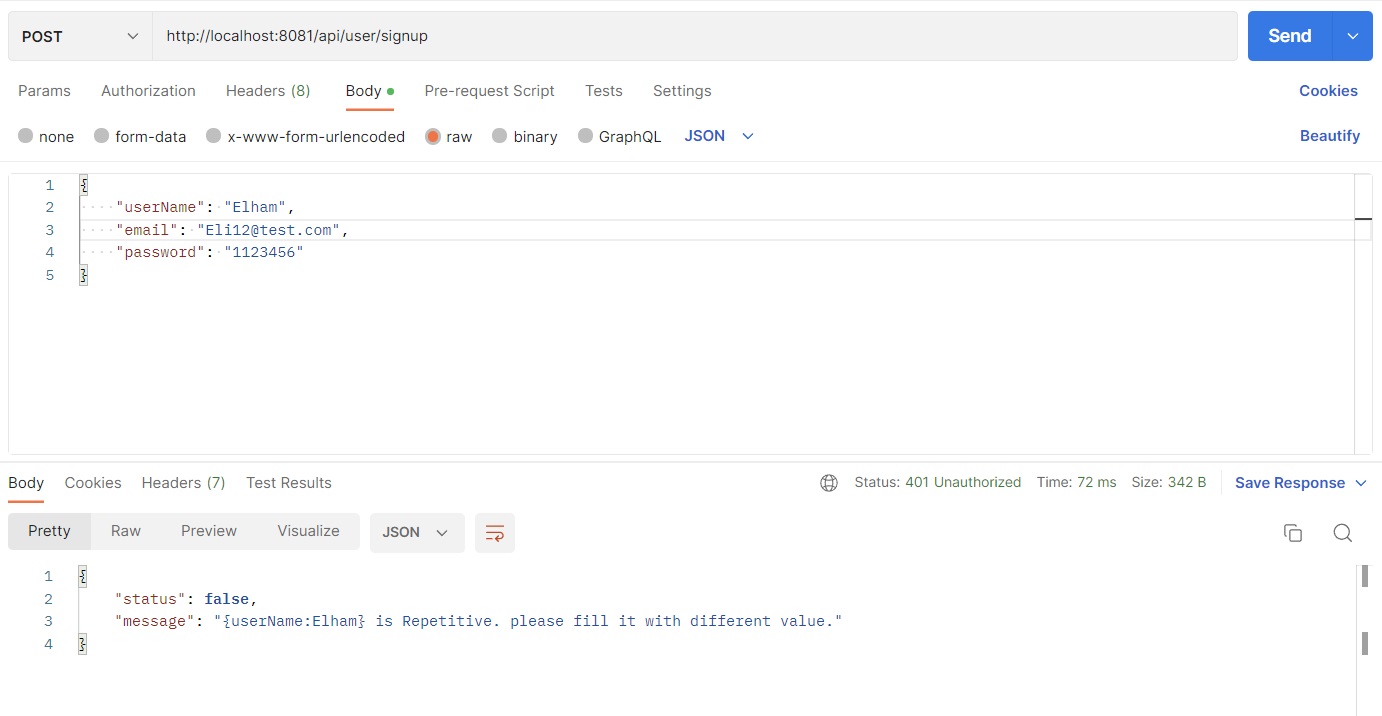 POST http://localhost:8081/api/user/signup Send
Params Authorization Headers (8) Body Pre-request Script Tests Settings Cookies
none form-data x-www-form-urlencoded raw binary GraphQL JSON Beautify
1 {
2 "userName": "Elham",
3 "email": "Eli12@test.com",
4 "password": "1123456"
5 }
Body Cookies Headers (7) Test Results Status: 401 Unauthorized Time: 72 ms Size: 342 B Save Response
Pretty Raw Preview Visualize JSON
1 {
2 "status": false,
3 "message": "{userName:Elham} is Repetitive. please fill it with different value."
4 }